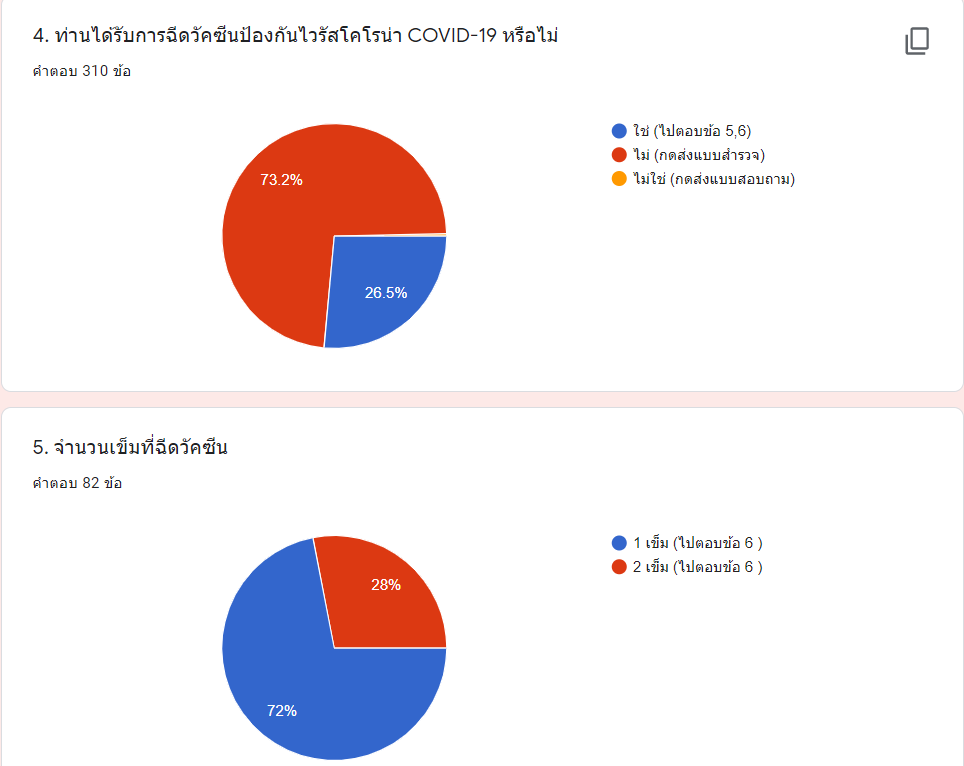 4. ท่านได้รับการฉีดวัคซีนป้องกันไวรัสโคโรน่า COVID-19 หรือไม่
คำตอบ 310 ข้อ
73.2%
26.5%
ใช่ (ไปตอบข้อ 5,6)
ไม่ (กดส่งแบบสำรวจ)
ไม่ใช่ (กดส่งแบบสอบถาม)
5. จำนวนเข็มที่ฉีดวัคซีน
คำตอบ 82 ข้อ
28%
72%
1 เข็ม (ไปตอบข้อ 6 )
2 เข็ม (ไปตอบข้อ 6 )